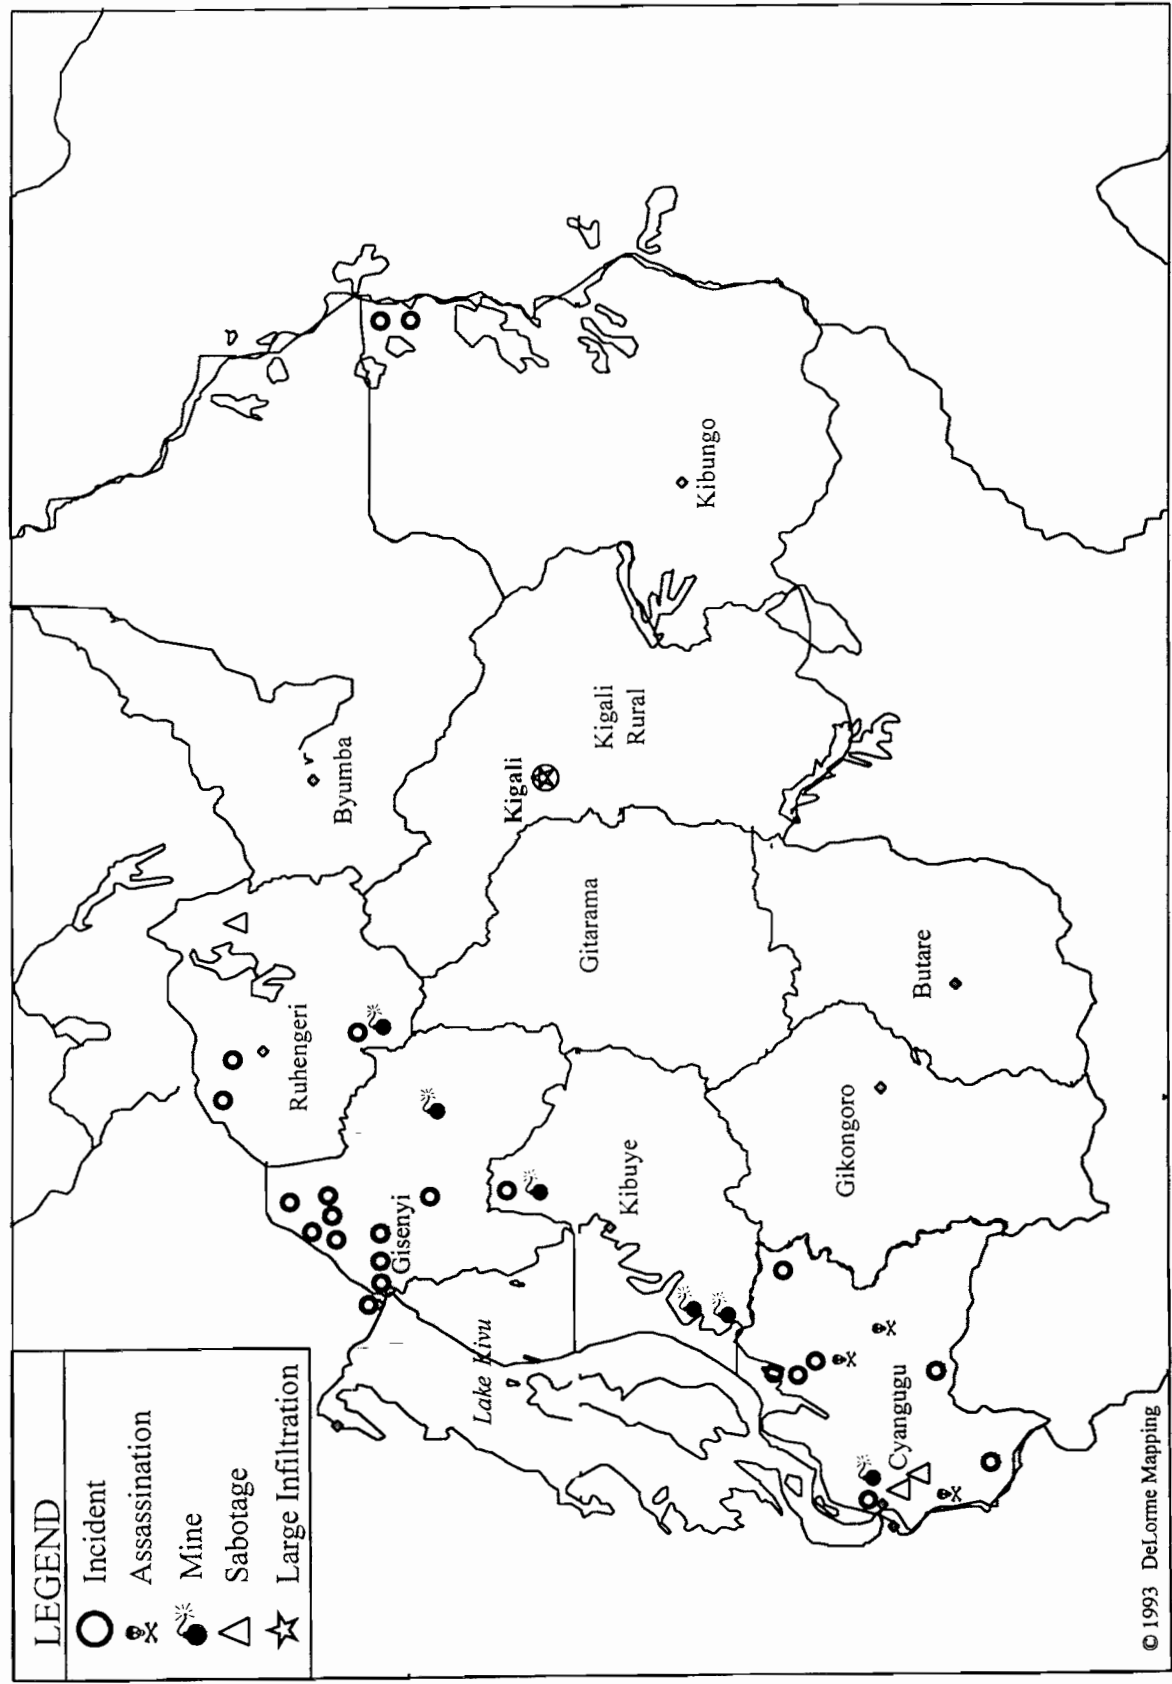 LEGEND
Incident
Assassination
Mine
Sabotage
Large Infiltration
Ruhengeri
Byumba
Gisenyi
Lake Kivu
Kibuye
Gitarama
Kigali
Kigali
Rural
Kibungo
Cyangugu
Gikongoro
Butare
© 1993 DeLorme Mapping